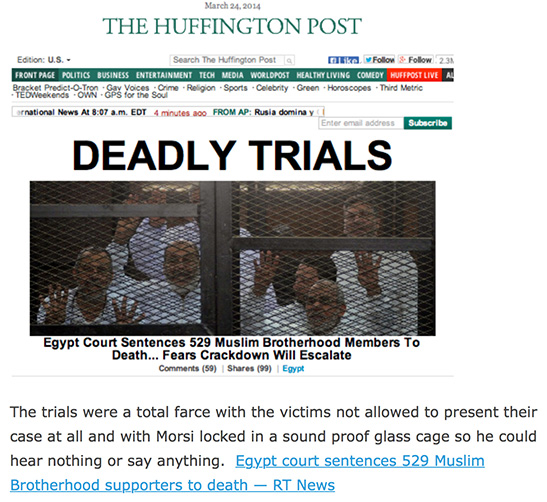 March 24, 2014
THE HUFFINGTON POST
Edition: U.S.
Search The Huffington Post
Like Follow Follow 2.3M
FRONT PAGE POLITICS BUSINESS ENTERTAINMENT TECH MEDIA WORLDPOST HEALTHY LIVING COMEDY HUFFPOST LIVE AL
Bracket Predict-O-Tron · Gay Voices · Crime · Religion · Sports · Celebrity · Green · Horoscopes · Third Metric
· TEDWeekends · OWN · GPS for the Soul
ernational News At 8:07 a.m. EDT 4 minutes ago FROM AP: Rusia domina y
Enter email address Subscribe
DEADLY TRIALS
Egypt Court Sentences 529 Muslim Brotherhood Members To
Death... Fears Crackdown Will Escalate
Comments (59) | Shares (99) | Egypt
The trials were a total farce with the victims not allowed to present their
case at all and with Morsi locked in a sound proof glass cage so he could
hear nothing or say anything. Egypt court sentences 529 Muslim
Brotherhood supporters to death — RT News